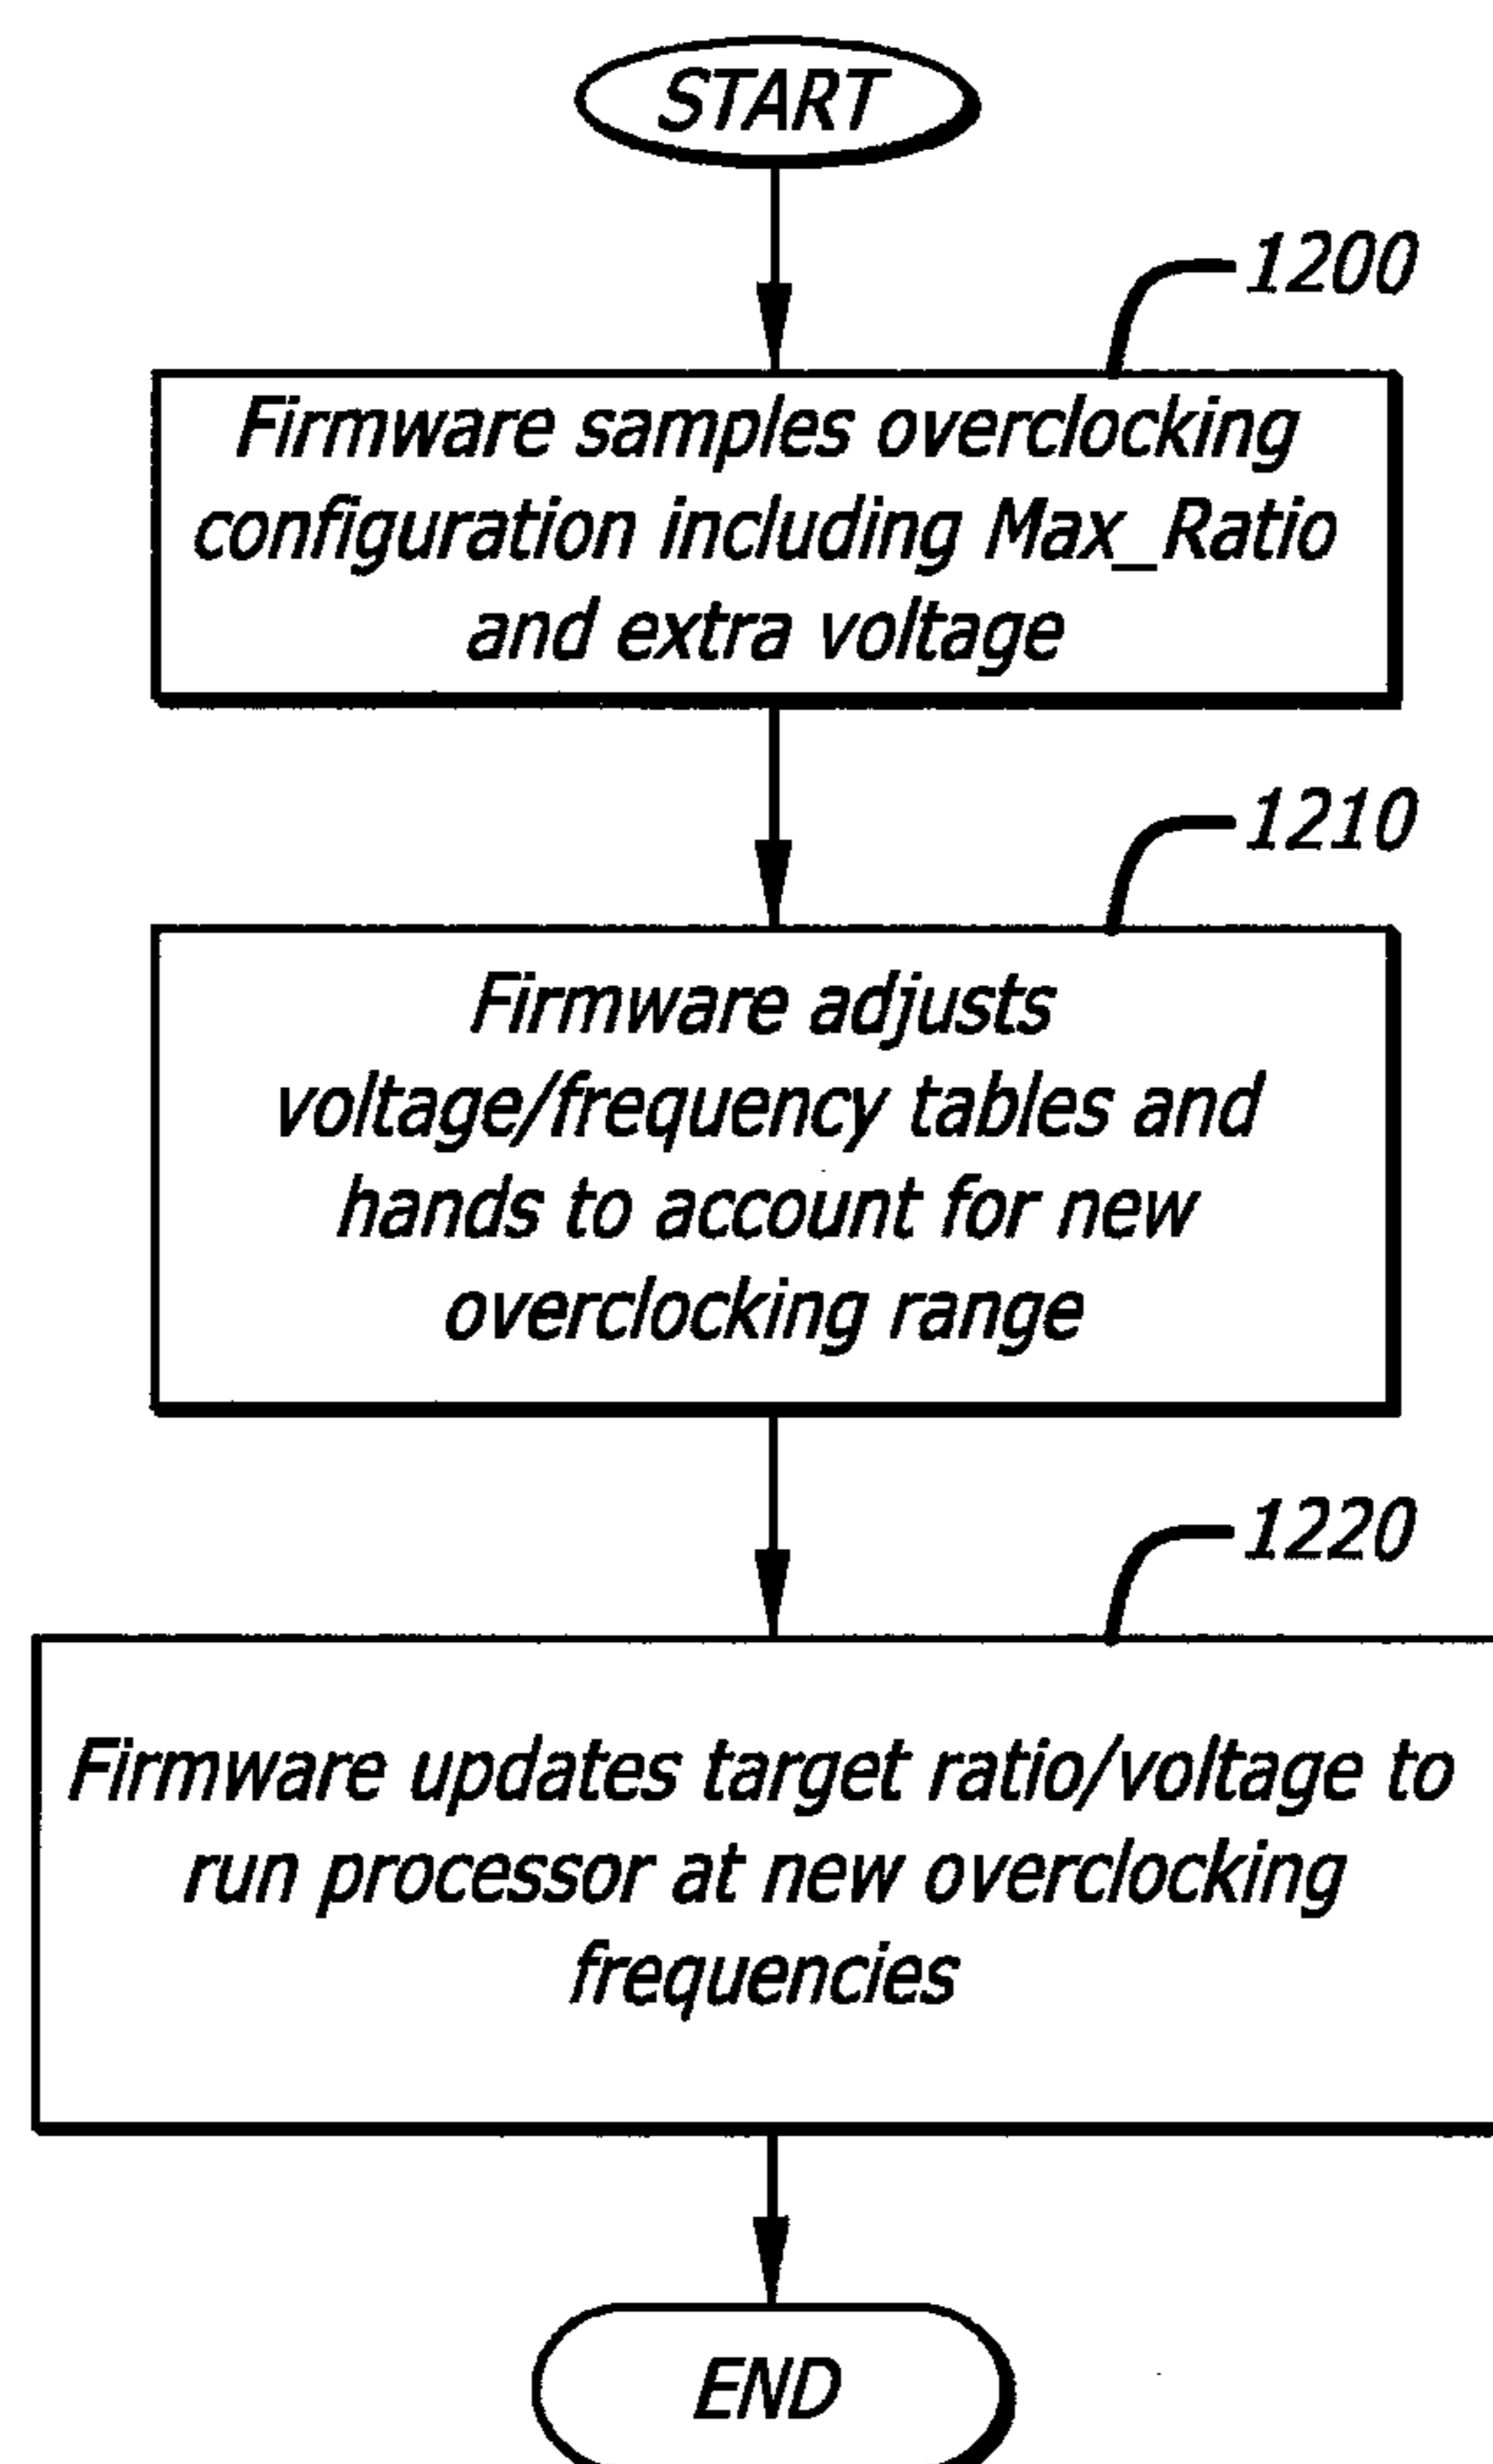 START
1200
Firmware samples overclocking
configuration including Max_Ratio
and extra voltage
1210
Firmware adjusts
voltage/frequency tables and
hands to account for new
overclocking range
1220
Firmware updates target ratio/voltage to
run processor at new overclocking
frequencies
END